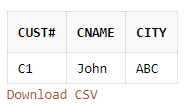 CUST# CNAME CITY
C1 John ABC
Download CSV